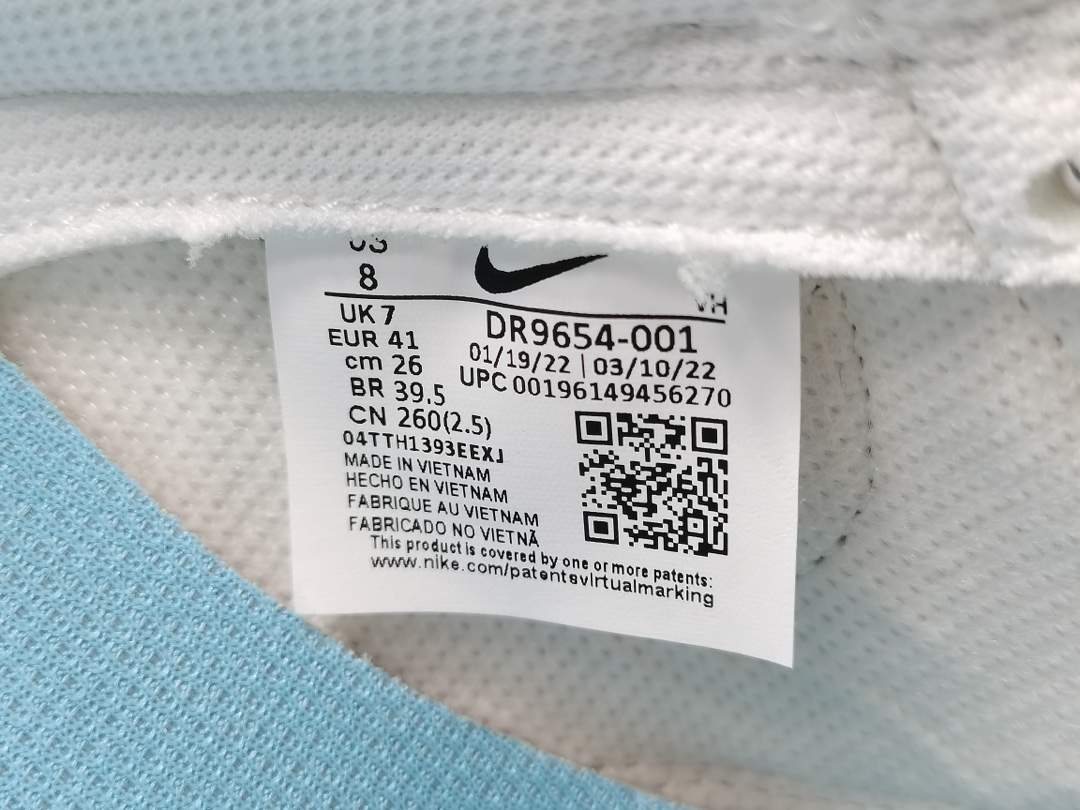 US
8
VH
UK 7
EUR 41
cm 26
BR 39,5
CN 260(2.5)
04TTH1393EEXJ
MADE IN VIETNAM
HECHO EN VIETNAM
FABRIQUE AU VIETNAM
FABRICADO NO VIETNÃ
DR9654-001
01/19/22 | 03/10/22
UPC 00196149456270
This product is covered by one or more patents:
www.nike.com/patentsvirtualmarking